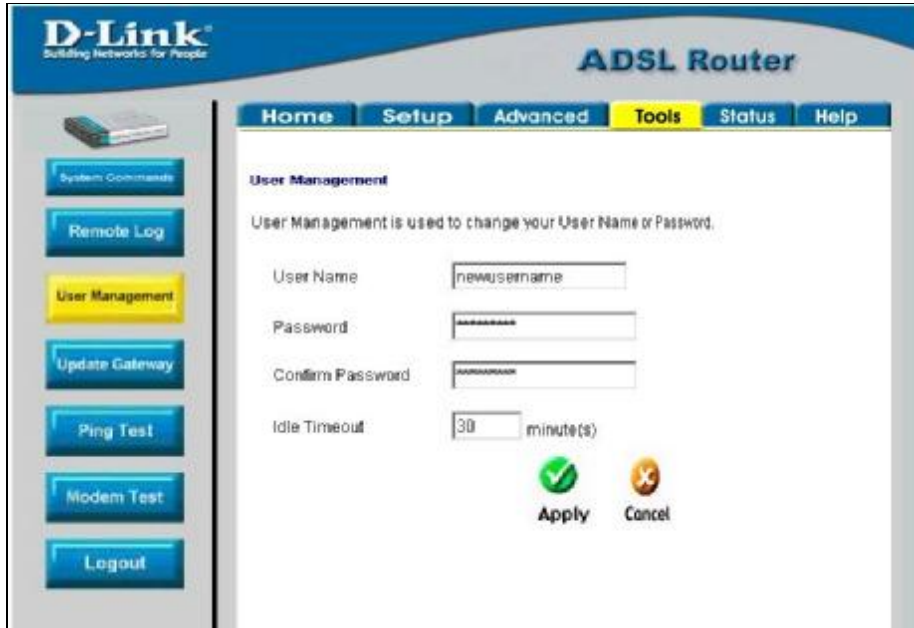 D-Link
Building Networks for People
ADSL Router
Home Setup Advanced Tools Status Help
System Commands
Remote Log
User Management
Update Gateway
Ping Test
Modem Test
Logout
User Management
User Management is used to change your User Name or Password.
User Name newusername
Password *********
Confirm Password *********
Idle Timeout 30 minute(s)
Apply Cancel